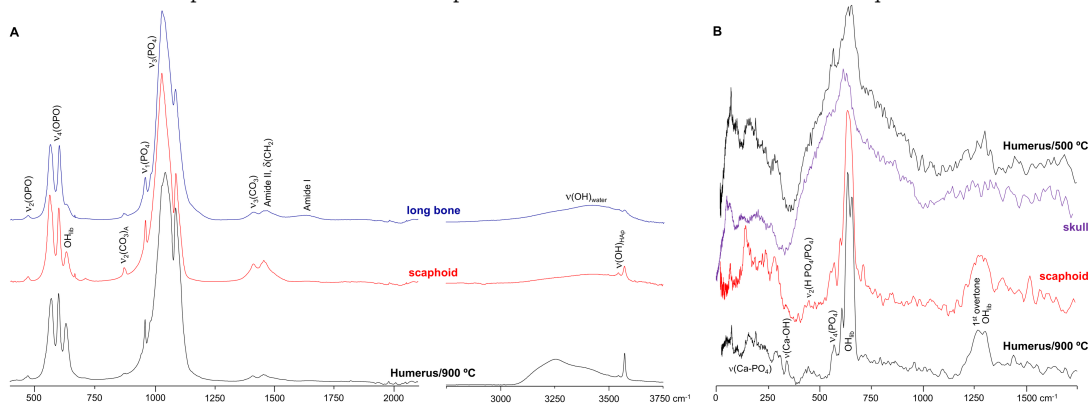 A
B
ν2(OPO)
ν4(OPO)
OHlib
ν2(CO3)A
ν1(PO4)
ν3(PO4)
ν3(CO3)
Amide II, δ(CH2)
Amide I
ν(OH)water
ν(OH)HAp
long bone
scaphoid
Humerus/900 ºC
500 750 1000 1250 1500 1750 2000 3000 3250 3500 3750 cm-1
Humerus/500 ºC
skull
scaphoid
Humerus/900 ºC
ν(Ca-PO4)
ν(Ca-OH)
ν2(H PO4/PO4)
ν4(PO4)
OHlib
1st overtone
OHlib
0 250 500 750 1000 1250 1500 cm-1